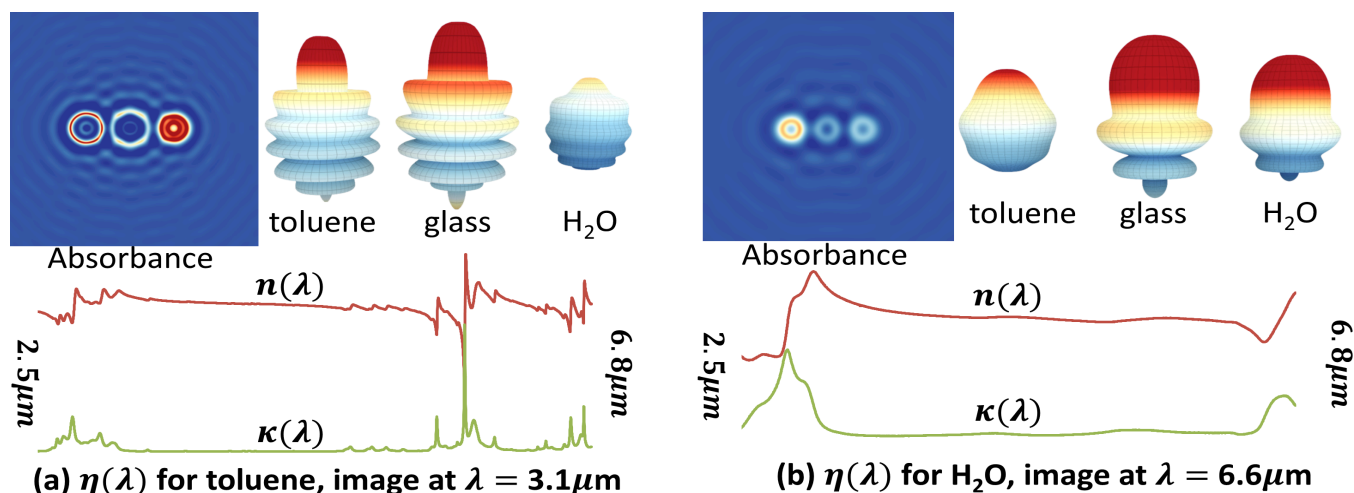 toluene glass H₂O
Absorbance
n(λ)
2.5μm
6.8μm
κ(λ)
(a) η(λ) for toluene, image at λ = 3.1μm
toluene glass H₂O
Absorbance
n(λ)
2.5μm
6.8μm
κ(λ)
(b) η(λ) for H₂O, image at λ = 6.6μm